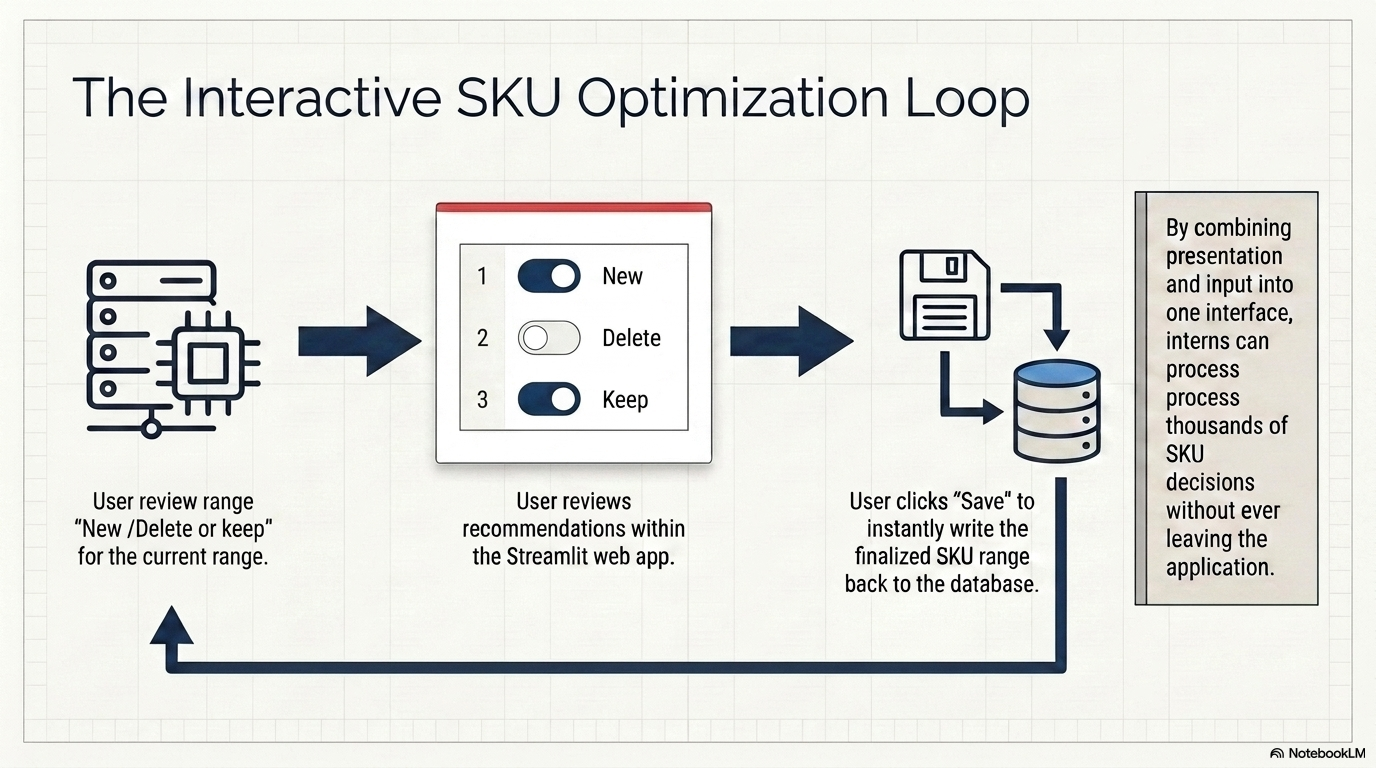 The Interactive SKU Optimization Loop
1 New
2 Delete
3 Keep
User review range
“New /Delete or keep”
for the current range.
User reviews
recommendations within
the Streamlit web app.
User clicks “Save” to
instantly write the
finalized SKU range
back to the database.
By combining
presentation
and input into
one interface,
interns can
process
process
thousands of
SKU
decisions
without ever
leaving the
application.
NotebookLM